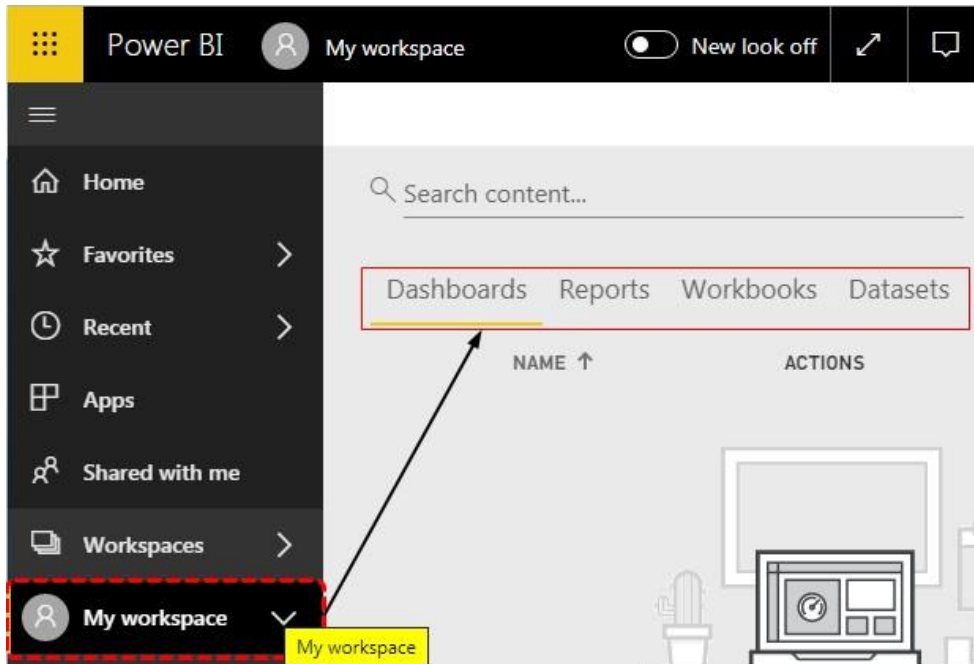 Power BI My workspace New look off
Home
Search content...
Favorites
Dashboards Reports Workbooks Datasets
Recent
NAME ↑ ACTIONS
Apps
Shared with me
Workspaces
My workspace
My workspace